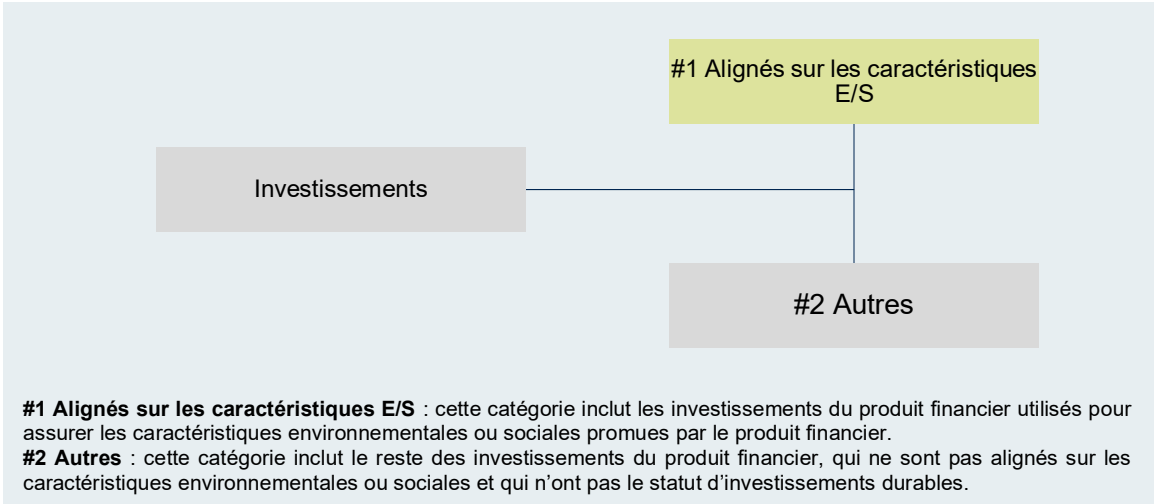 #1 Alignés sur les caractéristiques
E/S
Investissements
#2 Autres
#1 Alignés sur les caractéristiques E/S : cette catégorie inclut les investissements du produit financier utilisés pour
assurer les caractéristiques environnementales ou sociales promues par le produit financier.
#2 Autres : cette catégorie inclut le reste des investissements du produit financier, qui ne sont pas alignés sur les
caractéristiques environnementales ou sociales et qui n’ont pas le statut d’investissements durables.